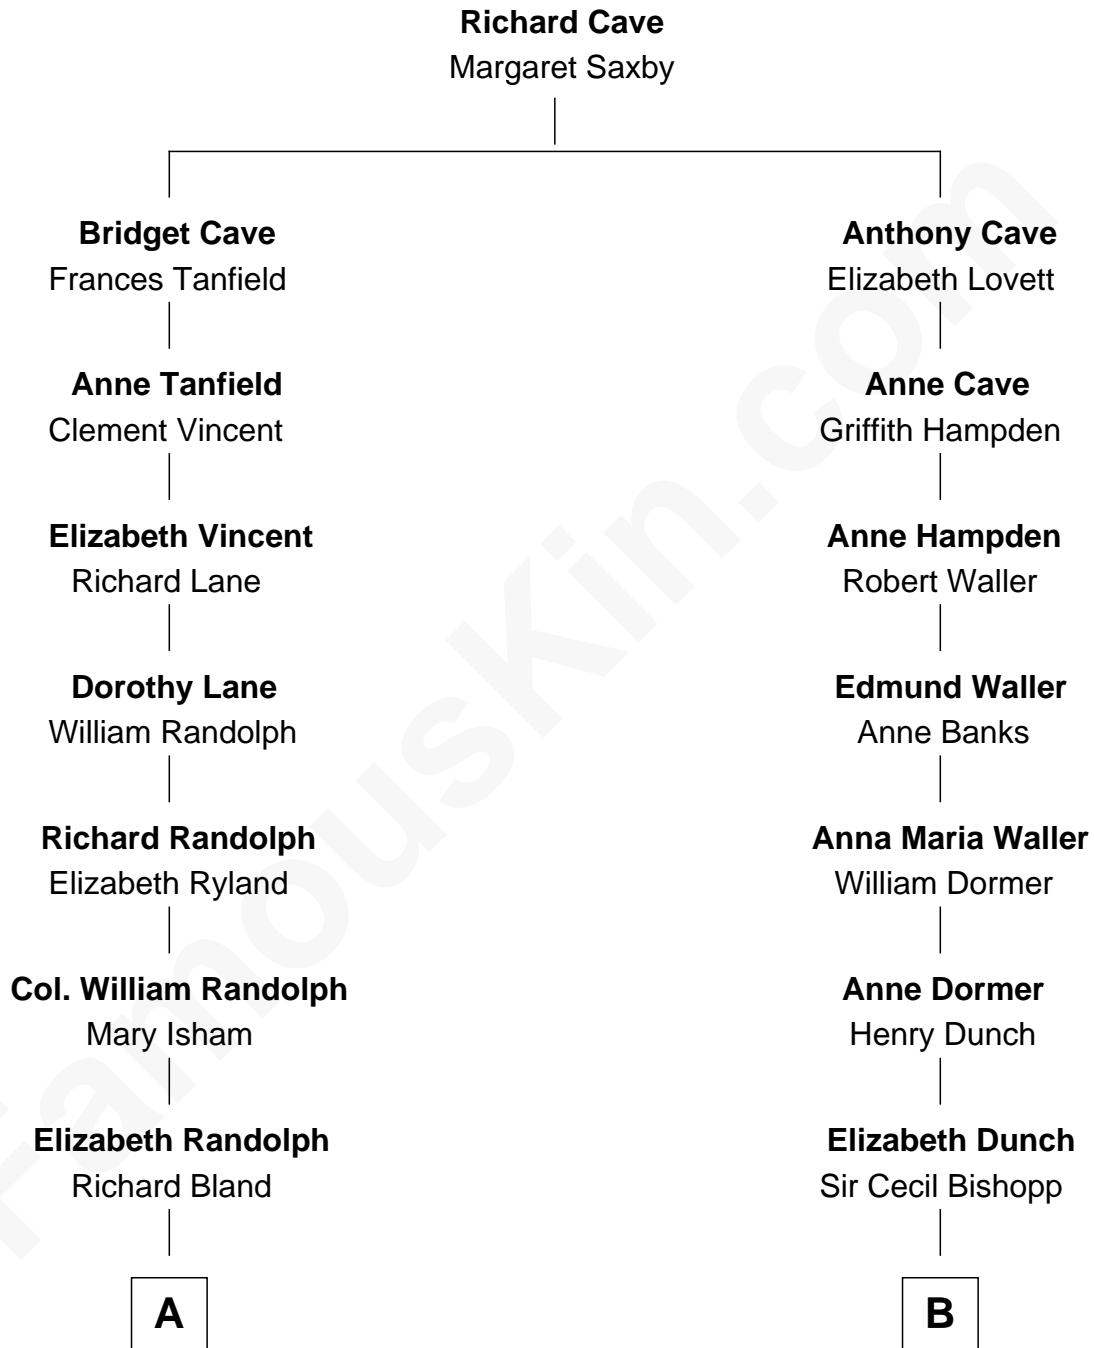 Richard Cave
Margaret Saxby
Bridget Cave
Frances Tanfield
Anthony Cave
Elizabeth Lovett
Anne Tanfield
Clement Vincent
Anne Cave
Griffith Hampden
Elizabeth Vincent
Richard Lane
Anne Hampden
Robert Waller
Dorothy Lane
William Randolph
Edmund Waller
Anne Banks
Richard Randolph
Elizabeth Ryland
Anna Maria Waller
William Dormer
Col. William Randolph
Mary Isham
Anne Dormer
Henry Dunch
Elizabeth Randolph
Richard Bland
Elizabeth Dunch
Sir Cecil Bishopp
A
B
FamousKin.com